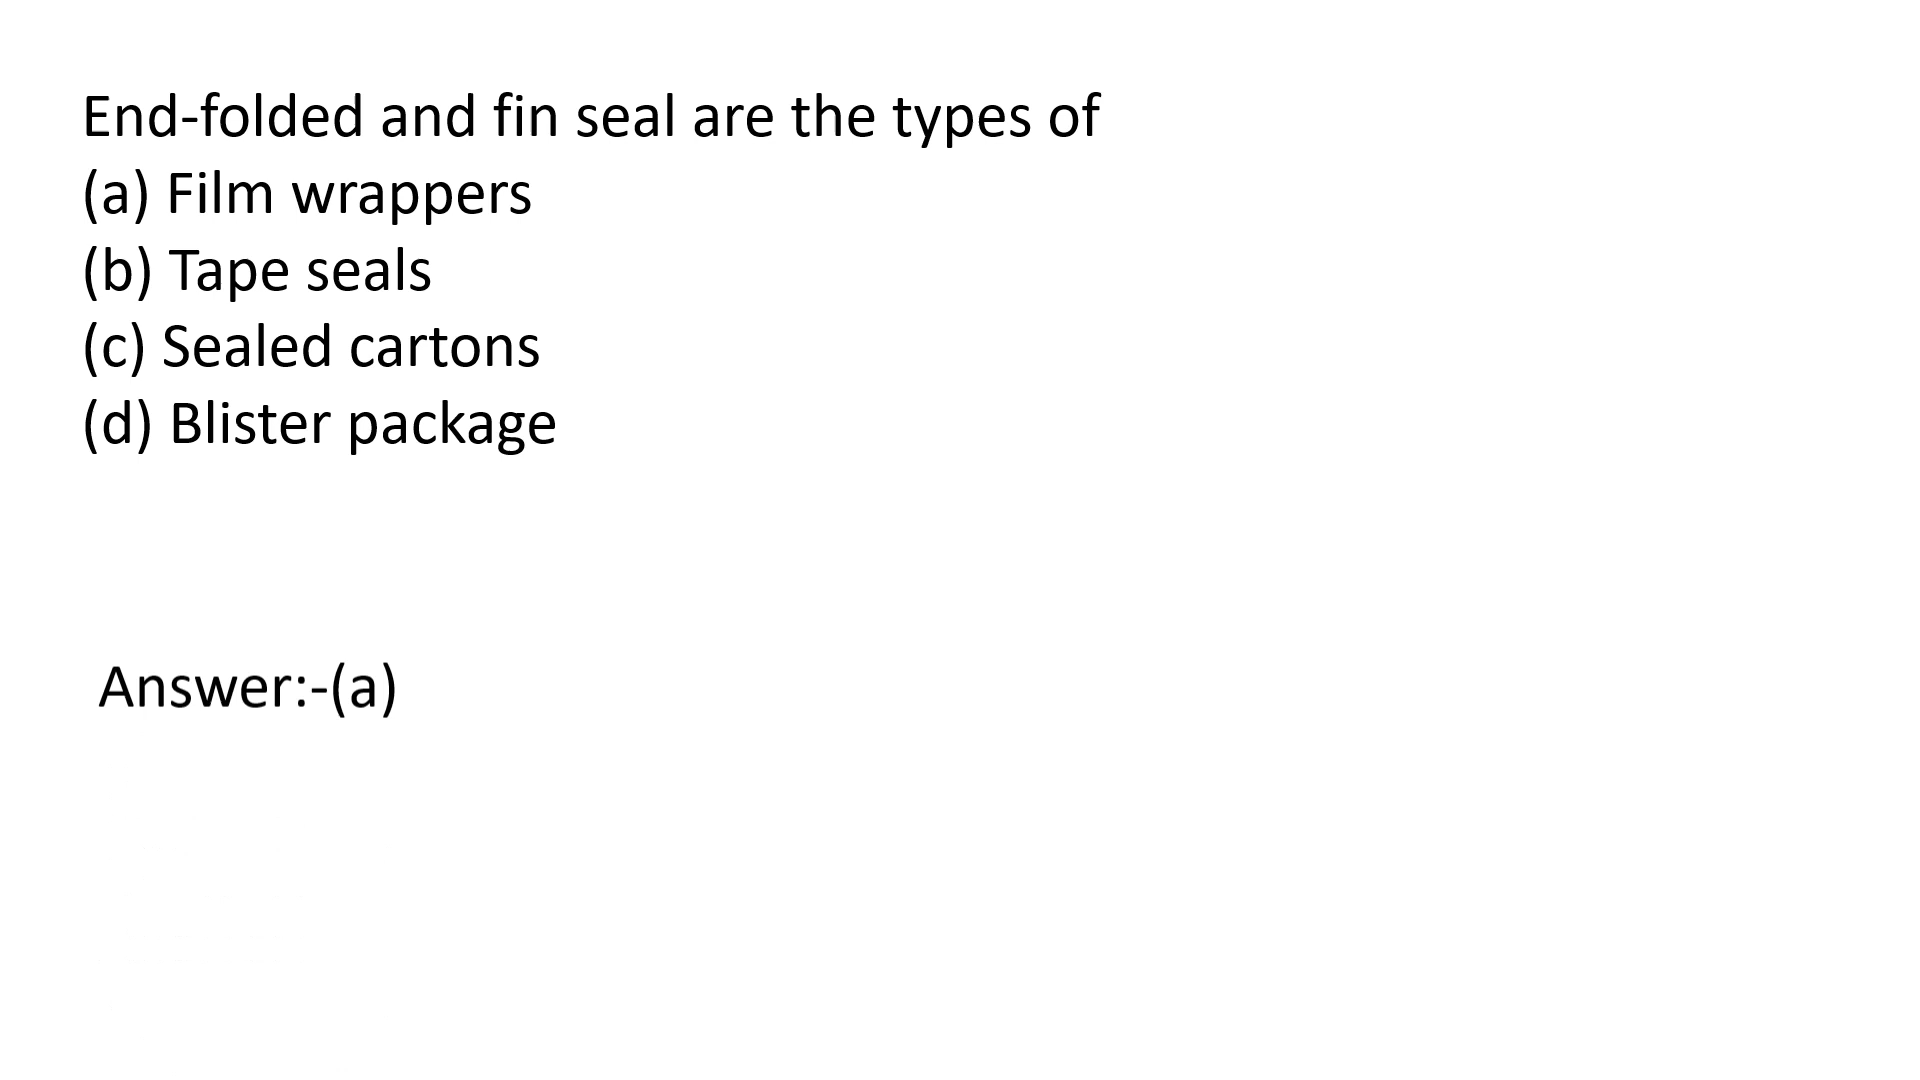 End-folded and fin seal are the types of
(a) Film wrappers
(b) Tape seals
(c) Sealed cartons
(d) Blister package
Answer:-(a)